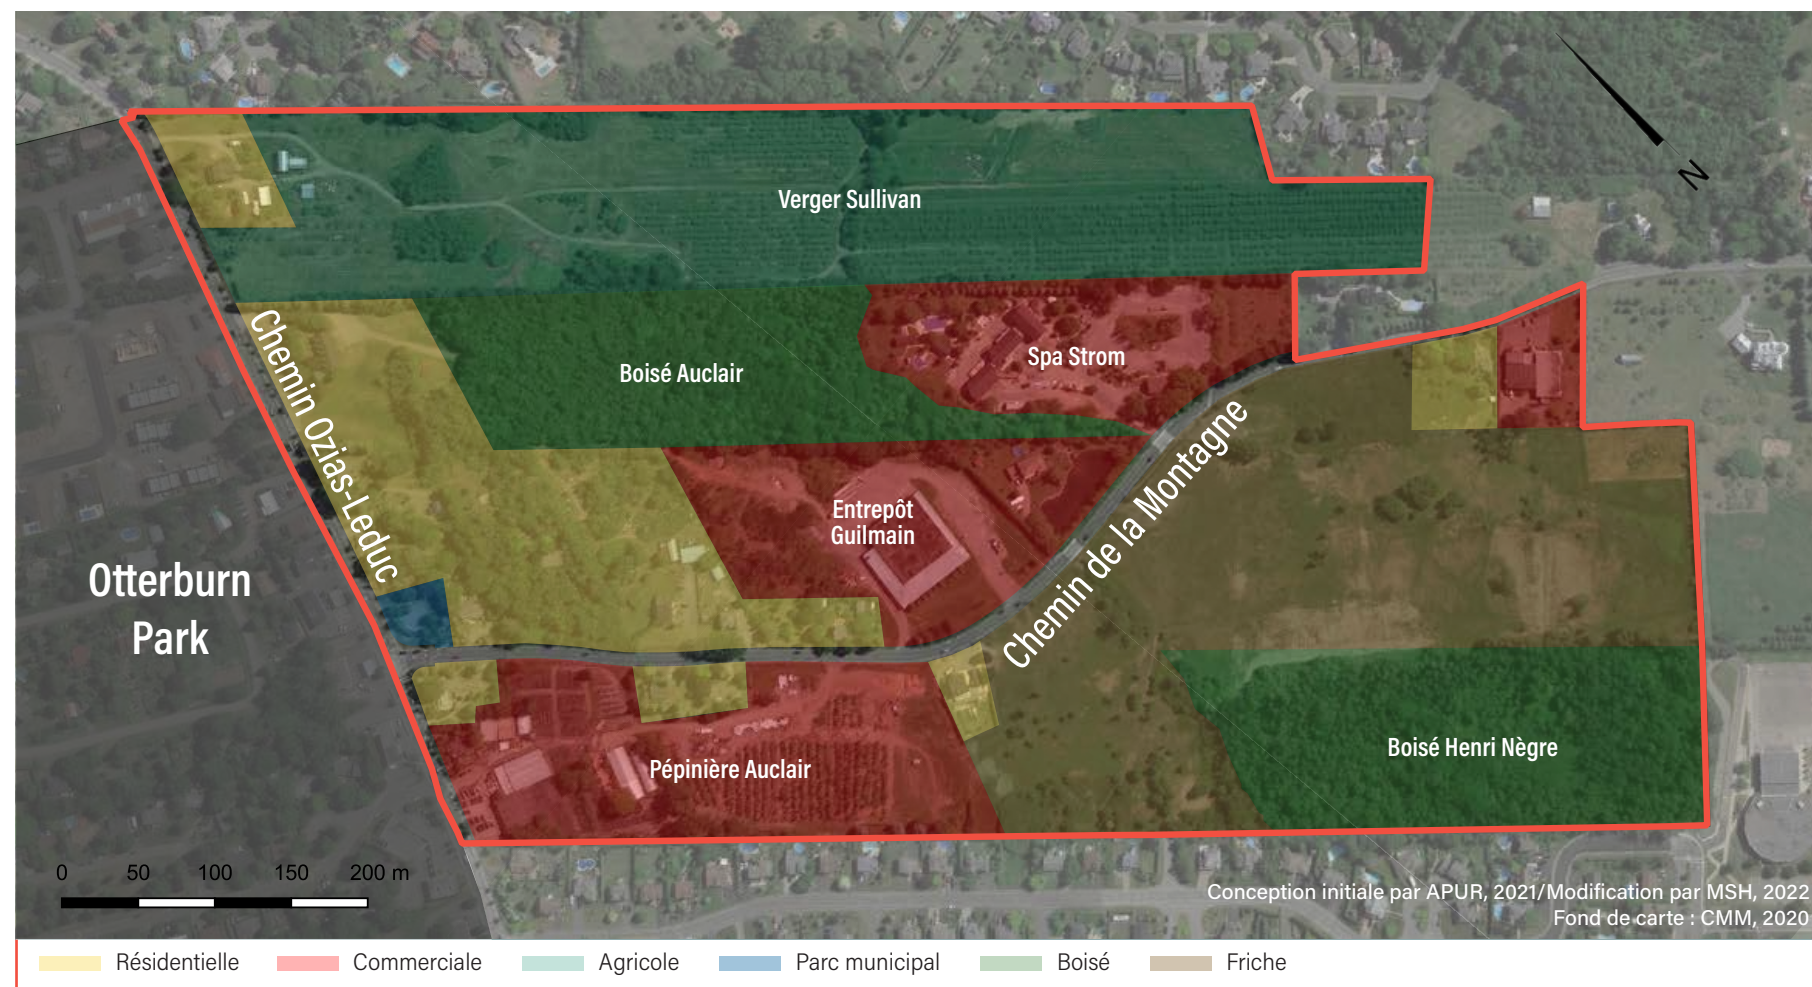 N
Verger Sullivan
Chemin Ozias-Leduc
Boisé Auclair
Spa Strom
Entrepôt
Guilmain
Chemin de la Montagne
Otterburn
Park
Pépinière Auclair
Boisé Henri Nègre
0 50 100 150 200 m
Conception initiale par APUR, 2021/Modification par MSH, 2022
Fond de carte : CMM, 2020
Résidentielle Commerciale Agricole Parc municipal Boisé Friche